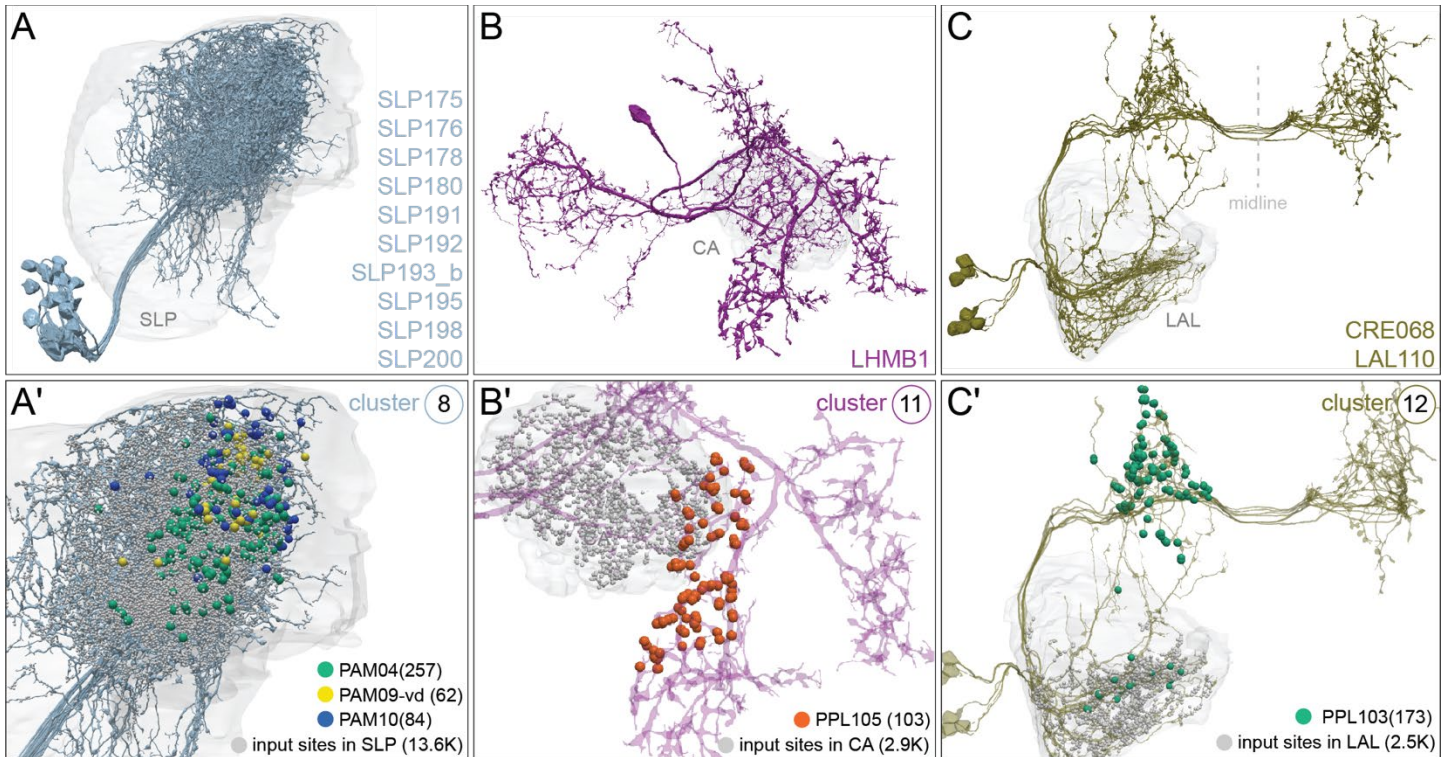 A
SLP175
SLP176
SLP178
SLP180
SLP191
SLP192
SLP193_b
SLP195
SLP198
SLP200
SLP
B
CA
LHMB1
C
midline
LAL
CRE068
LAL110
A'
cluster 8
PAM04(257)
PAM09-vd (62)
PAM10(84)
input sites in SLP (13.6K)
B'
cluster 11
PPL105 (103)
input sites in CA (2.9K)
C'
cluster 12
PPL103(173)
input sites in LAL (2.5K)